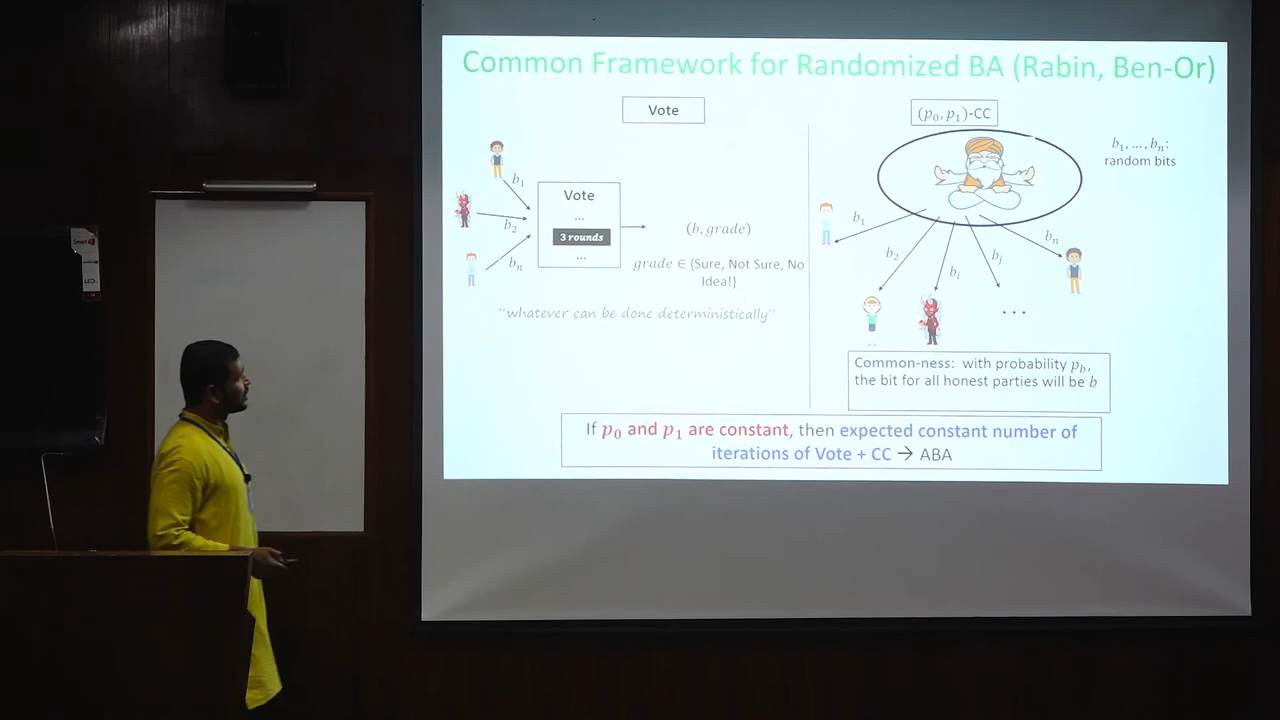 Common Framework for Randomized BA (Rabin, Ben-Or)
Vote
b₁
b₂
bₙ
Vote
...
3 rounds
...
(b, grade)
grade ∈ {Sure, Not Sure, No
Idea!}
"whatever can be done deterministically"
(p₀, p₁)-CC
b₁, …, bₙ:
random bits
b₁
b₂
bᵢ
bⱼ
bₙ
...
Common-ness: with probability p_b,
the bit for all honest parties will be b
If p₀ and p₁ are constant, then expected constant number of
iterations of Vote + CC → ABA
Smart